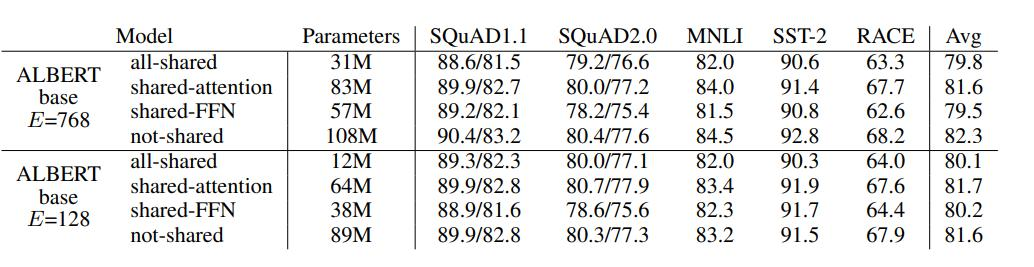 Model Parameters SQuAD1.1 SQuAD2.0 MNLI SST-2 RACE Avg
ALBERT base E=768
all-shared 31M 88.6/81.5 79.2/76.6 82.0 90.6 63.3 79.8
shared-attention 83M 89.9/82.7 80.0/77.2 84.0 91.4 67.7 81.6
shared-FFN 57M 89.2/82.1 78.2/75.4 81.5 90.8 62.6 79.5
not-shared 108M 90.4/83.2 80.4/77.6 84.5 92.8 68.2 82.3
ALBERT base E=128
all-shared 12M 89.3/82.3 80.0/77.1 82.0 90.3 64.0 80.1
shared-attention 64M 89.9/82.8 80.7/77.9 83.4 91.9 67.6 81.7
shared-FFN 38M 88.9/81.6 78.6/75.6 82.3 91.7 64.4 80.2
not-shared 89M 89.9/82.8 80.3/77.3 83.2 91.5 67.9 81.6